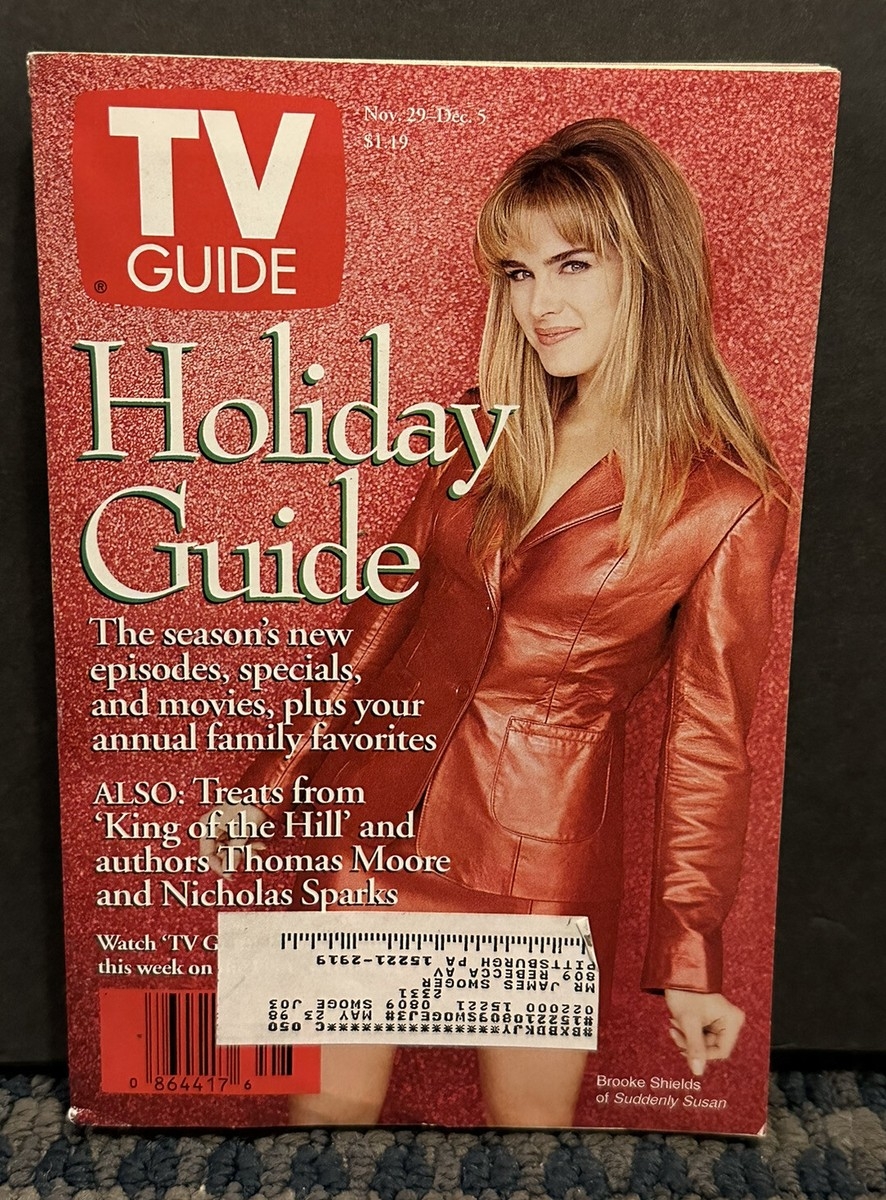 TV
GUIDE
®
Nov. 29–Dec. 5
$1.19
Holiday
Guide
The season's new
episodes, specials,
and movies, plus your
annual family favorites
ALSO: Treats from
'King of the Hill' and
authors Thomas Moore
and Nicholas Sparks
Watch 'TV G
this week on
#BXBDKJY***********************C 050
#152210809SWOGEJ3# MAY 23 98
022000 15221 0809 SWOGE J03
2331
MR JAMES SWOGER
809 REBECCA AV
PITTSBURGH PA 15221-2919
0 864417 6
Brooke Shields
of Suddenly Susan